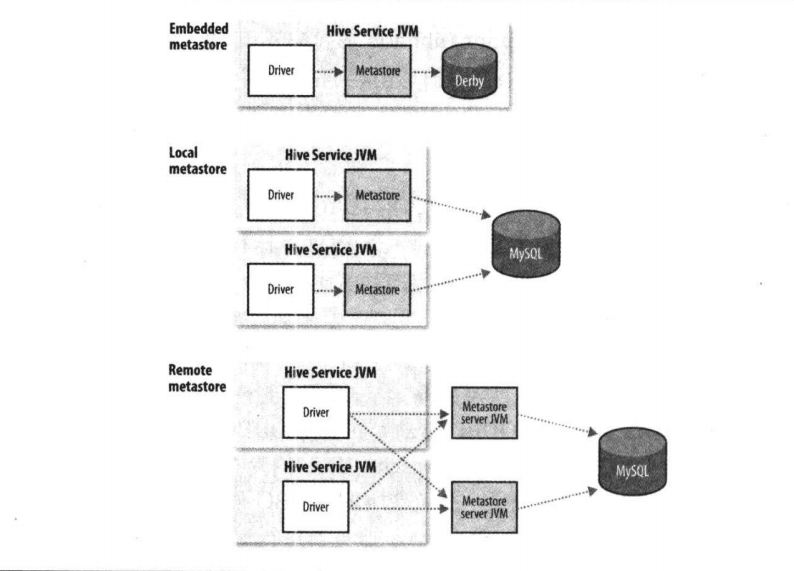 Embedded
metastore
Hive Service JVM
Driver
Metastore
Derby
Local
metastore
Hive Service JVM
Driver
Metastore
Hive Service JVM
Driver
Metastore
MySQL
Remote
metastore
Hive Service JVM
Driver
Metastore
server JVM
Hive Service JVM
Driver
Metastore
server JVM
MySQL